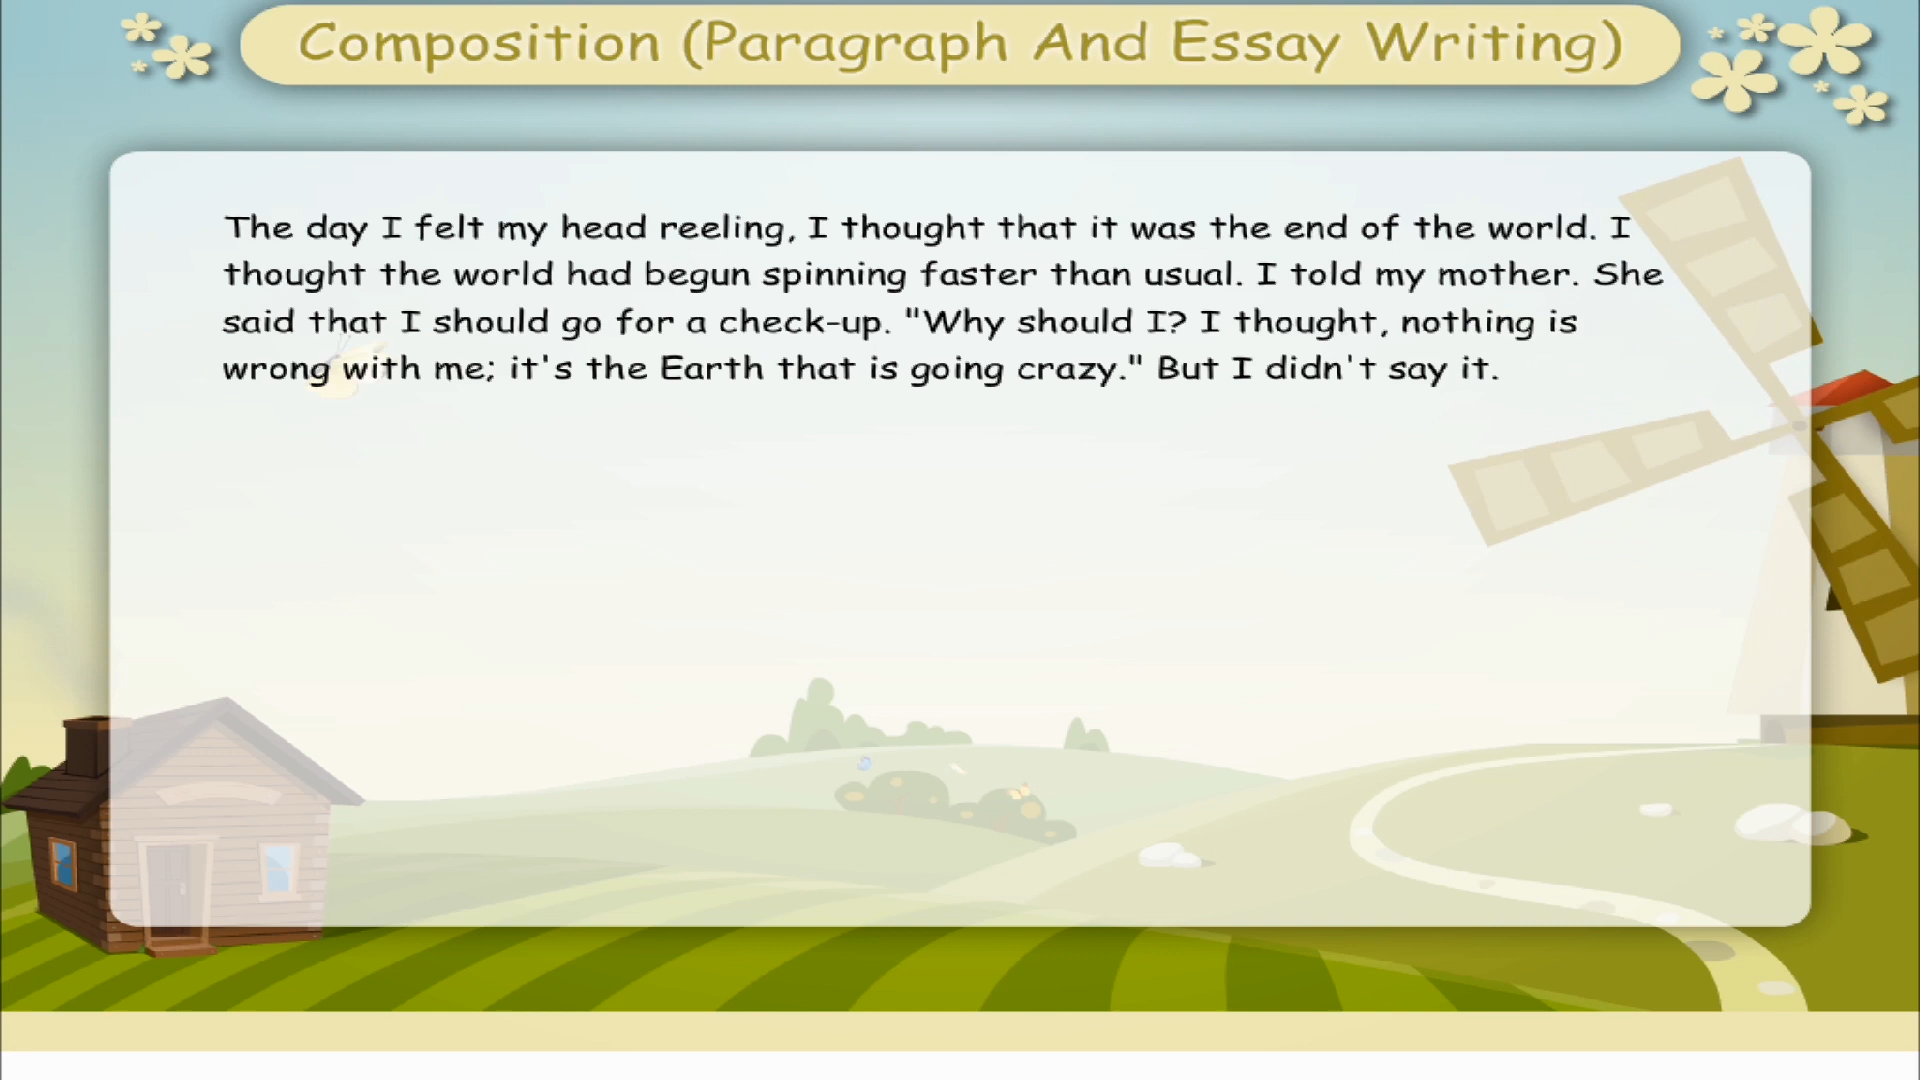 Composition (Paragraph And Essay Writing)
The day I felt my head reeling, I thought that it was the end of the world. I
thought the world had begun spinning faster than usual. I told my mother. She
said that I should go for a check-up. "Why should I? I thought, nothing is
wrong with me; it's the Earth that is going crazy." But I didn't say it.